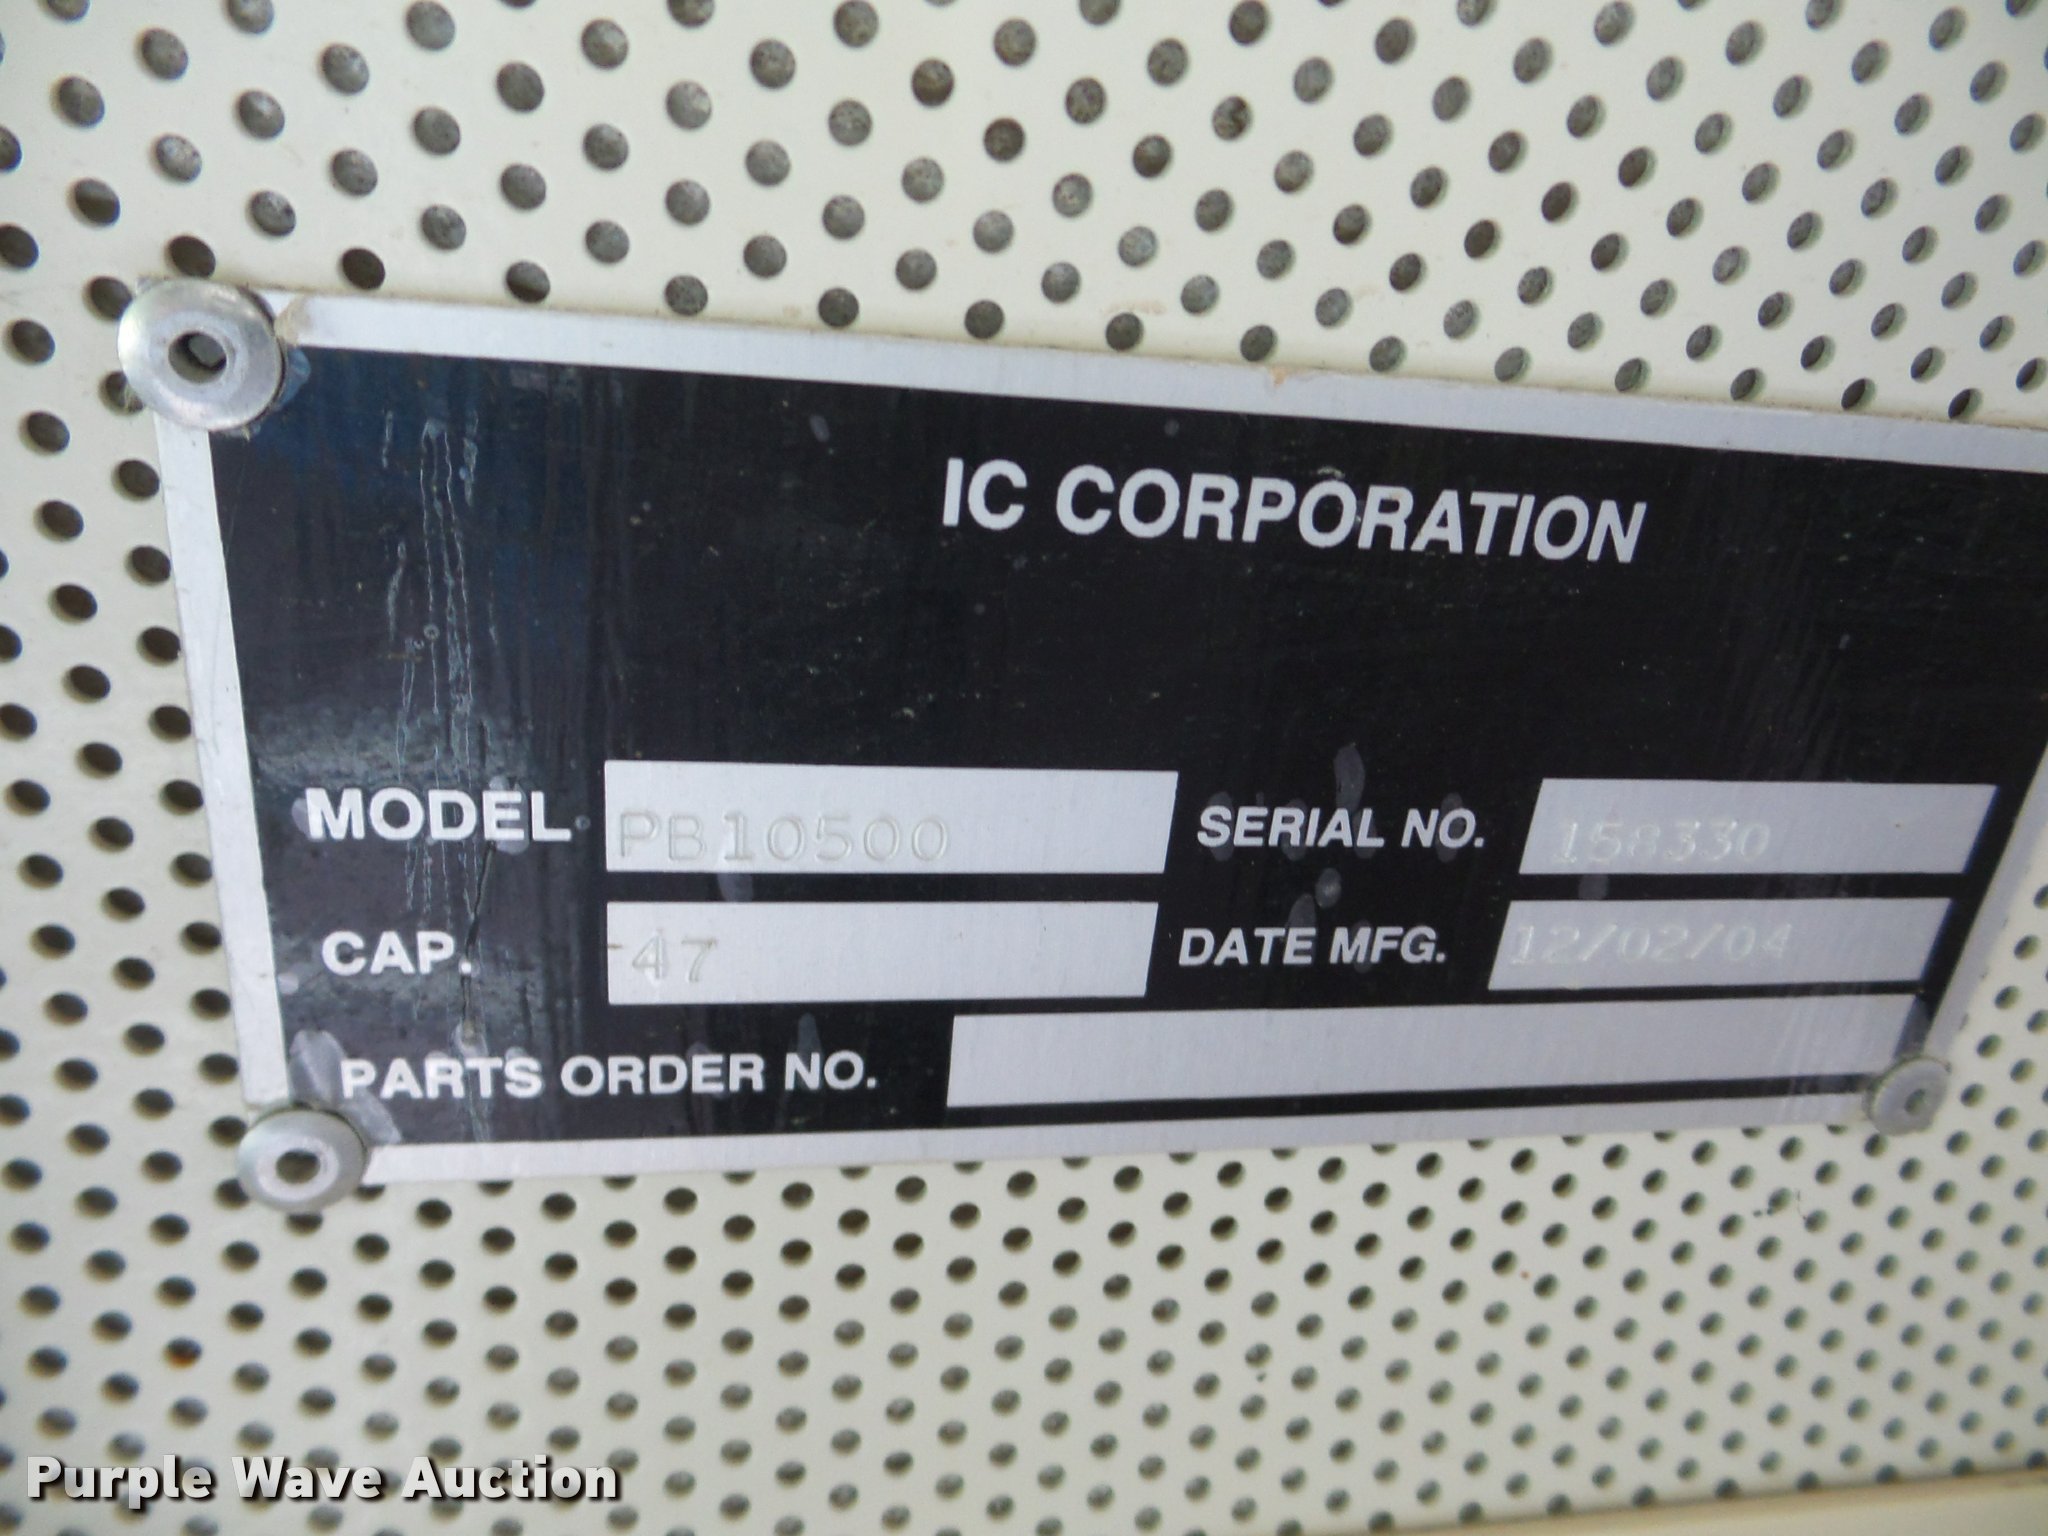 IC CORPORATION
MODEL PB10500 SERIAL NO. 158330
CAP. 47 DATE MFG. 12/02/04
PARTS ORDER NO.
Purple Wave Auction